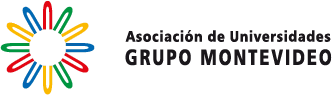 Asociación de Universidades
GRUPO MONTEVIDEO